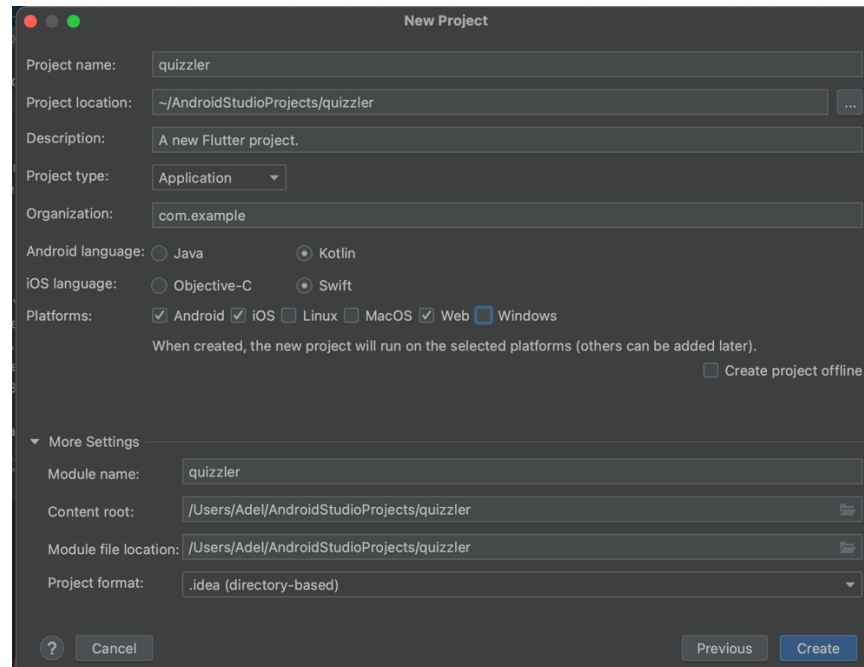 New Project
Project name: quizzler
Project location: ~/AndroidStudioProjects/quizzler ...
Description: A new Flutter project.
Project type: Application
Organization: com.example
Android language: Java Kotlin
iOS language: Objective-C Swift
Platforms: Android iOS Linux MacOS Web Windows
When created, the new project will run on the selected platforms (others can be added later).
Create project offline
More Settings
Module name: quizzler
Content root: /Users/Adel/AndroidStudioProjects/quizzler
Module file location: /Users/Adel/AndroidStudioProjects/quizzler
Project format: .idea (directory-based)
? Cancel Previous Create